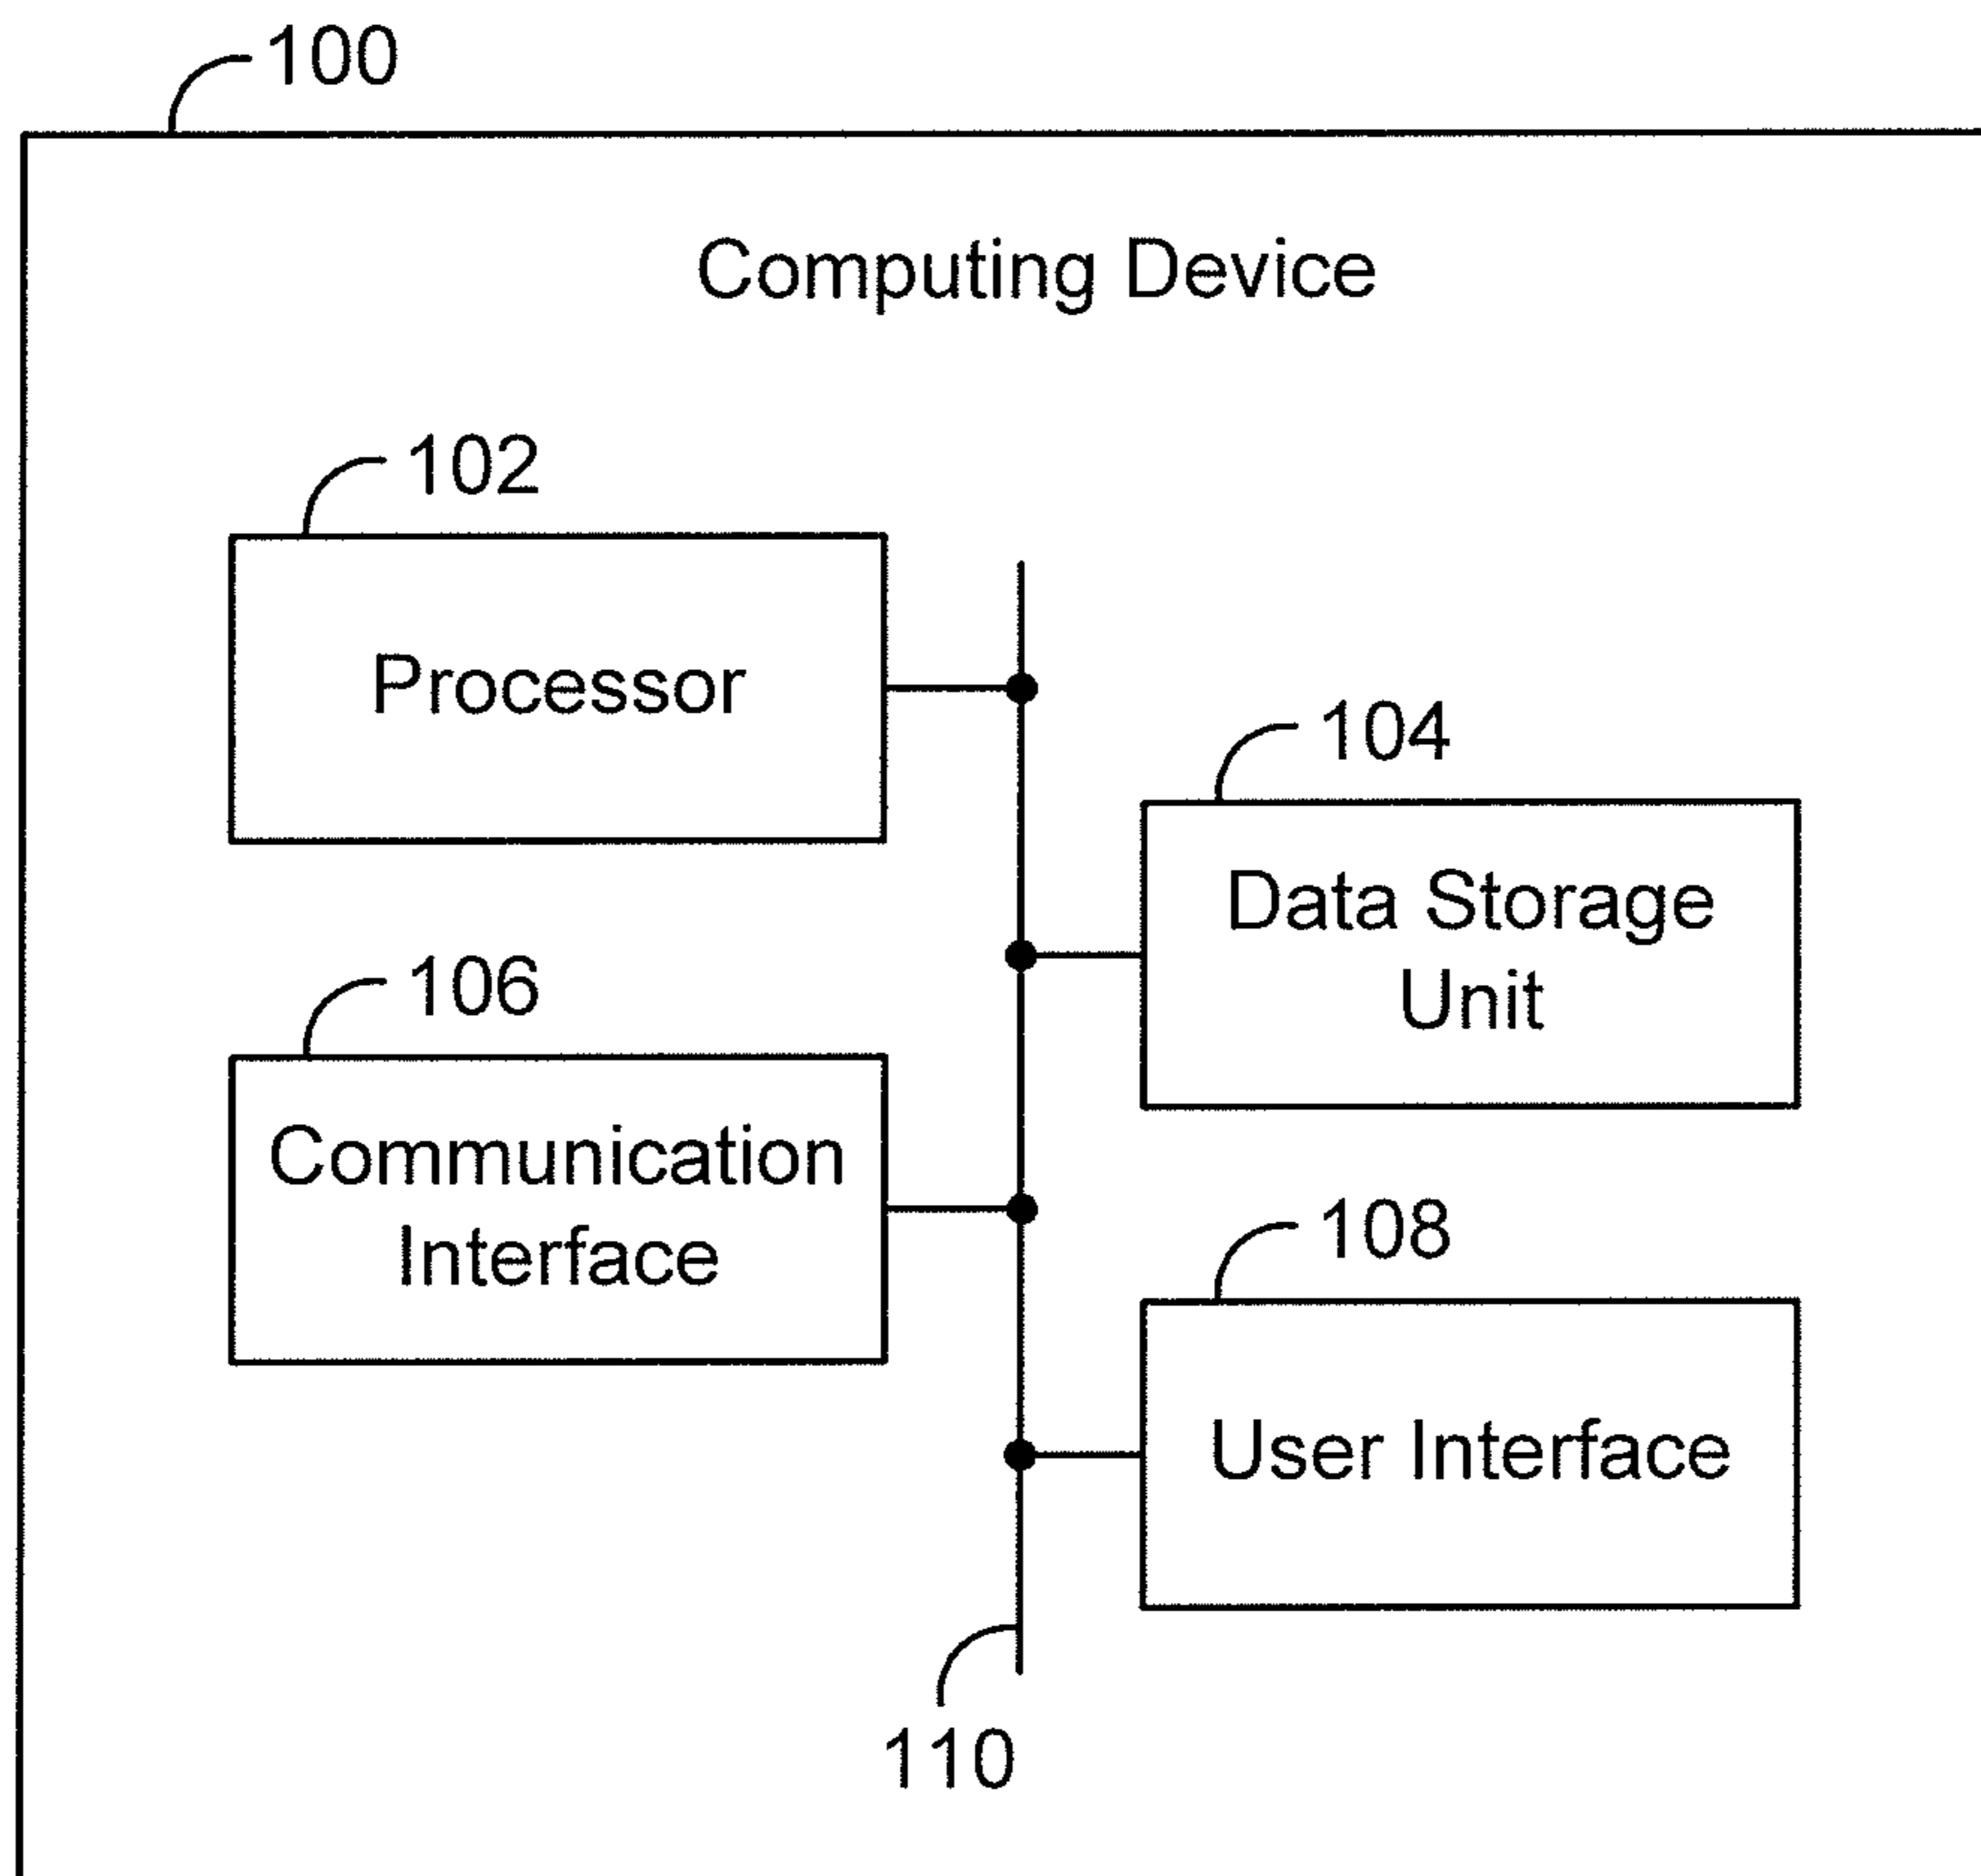 100
Computing Device
102
Processor
104
Data Storage
Unit
106
Communication
Interface
108
User Interface
110